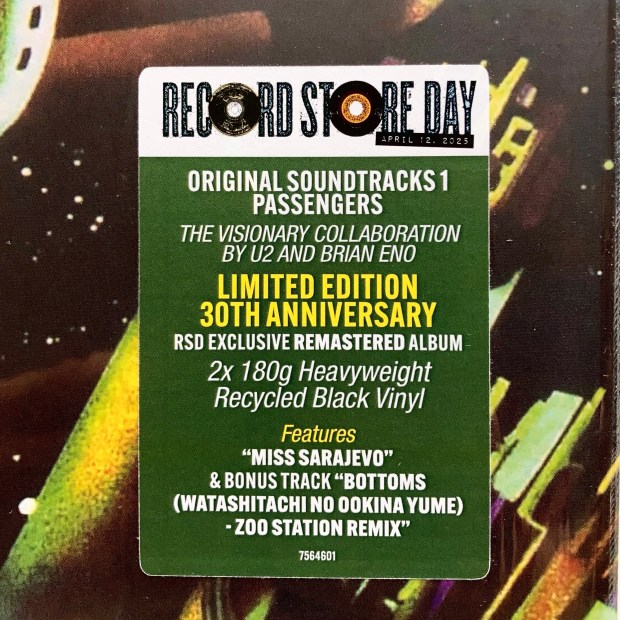 RECORD STORE DAY
APRIL 12, 2025
ORIGINAL SOUNDTRACKS 1
PASSENGERS
THE VISIONARY COLLABORATION
BY U2 AND BRIAN ENO
LIMITED EDITION
30TH ANNIVERSARY
RSD EXCLUSIVE REMASTERED ALBUM
2x 180g Heavyweight
Recycled Black Vinyl
Features
“MISS SARAJEVO”
& BONUS TRACK “BOTTOMS
(WATASHITACHI NO OOKINA YUME)
- ZOO STATION REMIX”
7564601